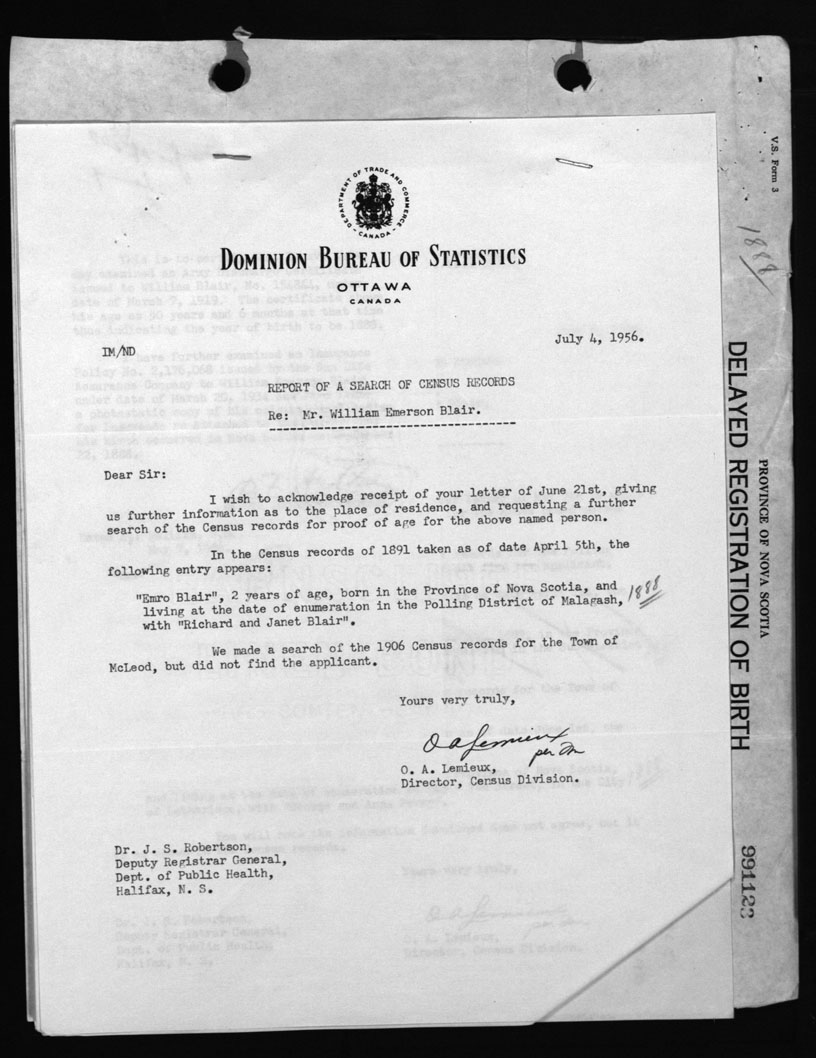 DEPARTMENT OF TRADE AND COMMERCE
CANADA
DOMINION BUREAU OF STATISTICS
OTTAWA
CANADA
July 4, 1956.
IM/ND
REPORT OF A SEARCH OF CENSUS RECORDS
Re: Mr. William Emerson Blair.
Dear Sir:
I wish to acknowledge receipt of your letter of June 21st, giving
us further information as to the place of residence, and requesting a further
search of the Census records for proof of age for the above named person.
In the Census records of 1891 taken as of date April 5th, the
following entry appears:
"Emro Blair", 2 years of age, born in the Province of Nova Scotia, and
living at the date of enumeration in the Polling District of Malagash,
with "Richard and Janet Blair".
1888
We made a search of the 1906 Census records for the Town of
McLeod, but did not find the applicant.
Yours very truly,
O A Lemieux
per
O. A. Lemieux,
Director, Census Division.
Dr. J. S. Robertson,
Deputy Registrar General,
Dept. of Public Health,
Halifax, N. S.
V.S. Form 3
1888
PROVINCE OF NOVA SCOTIA
DELAYED REGISTRATION OF BIRTH
991123